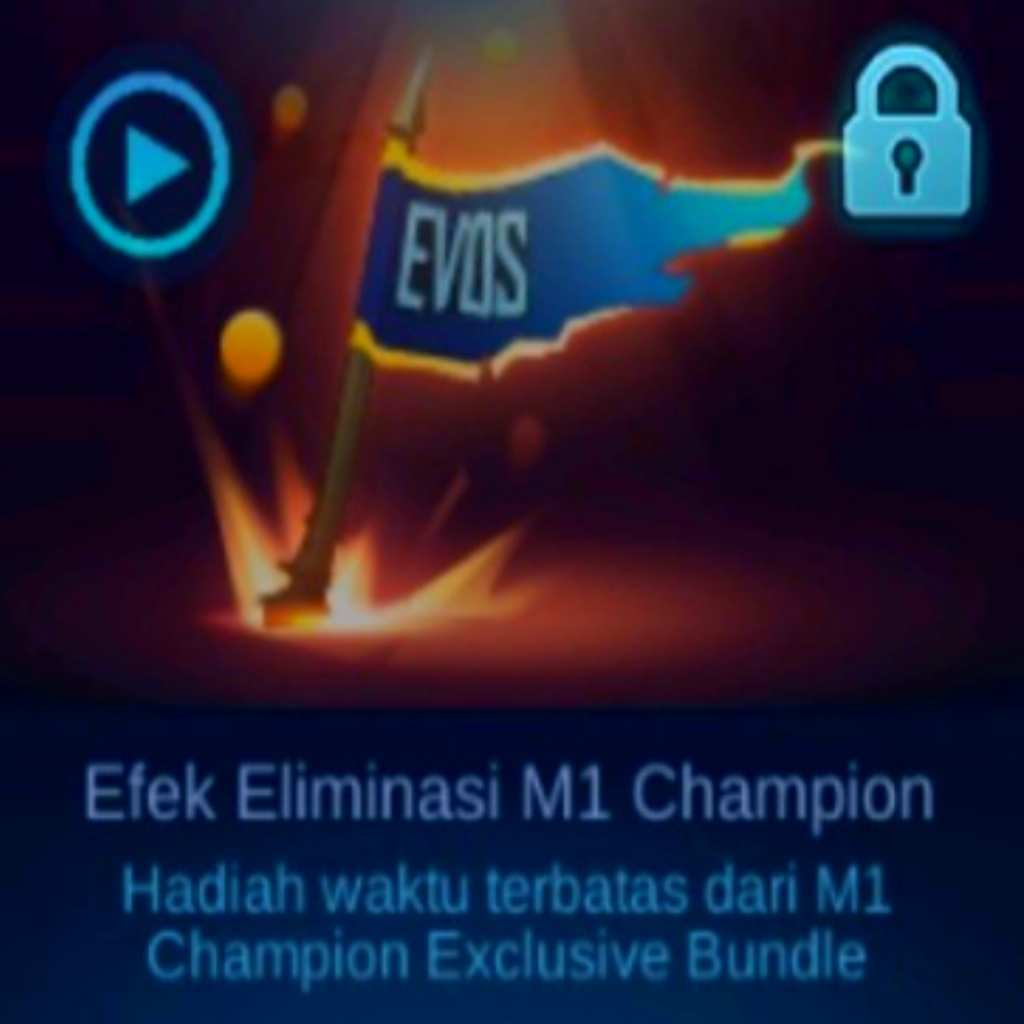 EVOS
Efek Eliminasi M1 Champion
Hadiah waktu terbatas dari M1
Champion Exclusive Bundle